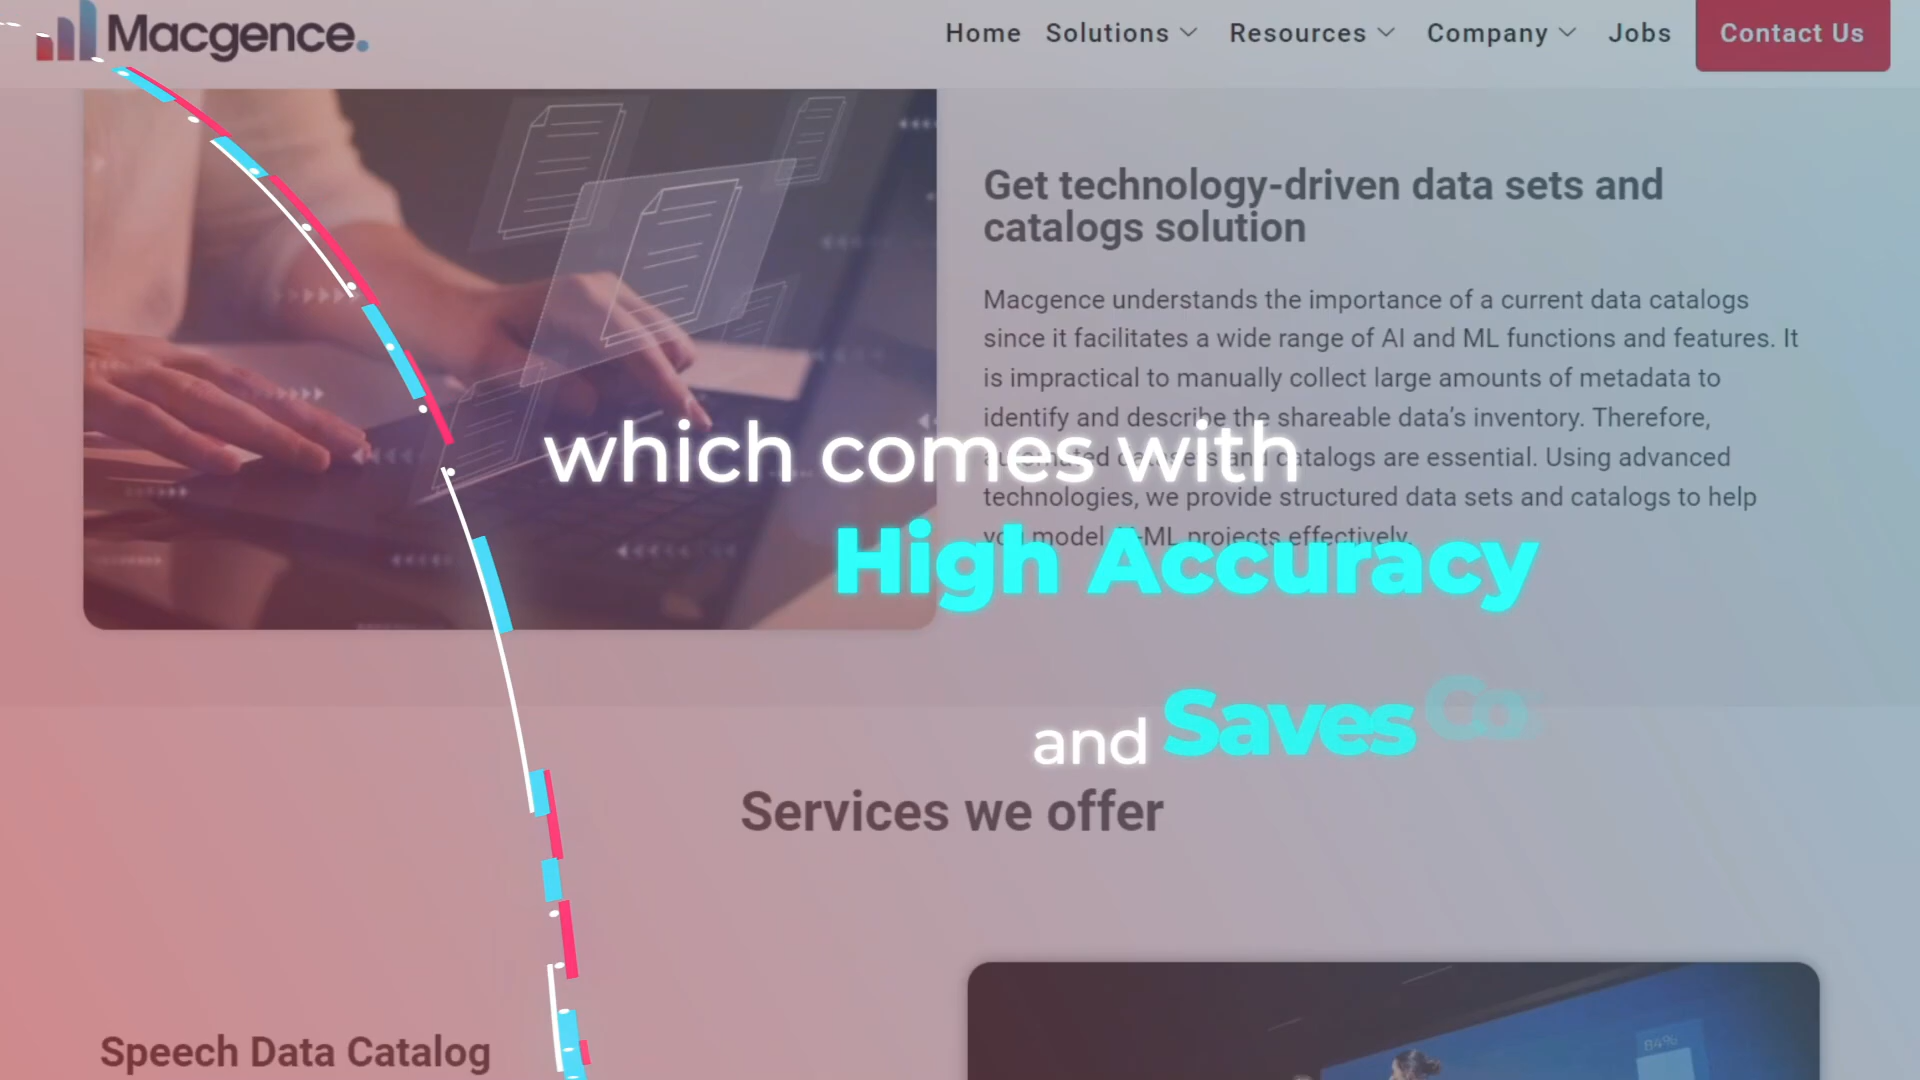 Macgence.
Home Solutions Resources Company Jobs Contact Us
Get technology-driven data sets and
catalogs solution
Macgence understands the importance of a current data catalogs
since it facilitates a wide range of AI and ML functions and features. It
is impractical to manually collect large amounts of metadata to
identify and describe the shareable data's inventory. Therefore,
catalogs are essential. Using advanced
technologies, we provide structured data sets and catalogs to help
model projects effectively.
which comes with
High Accuracy
and Saves
Services we offer
Speech Data Catalog
84%